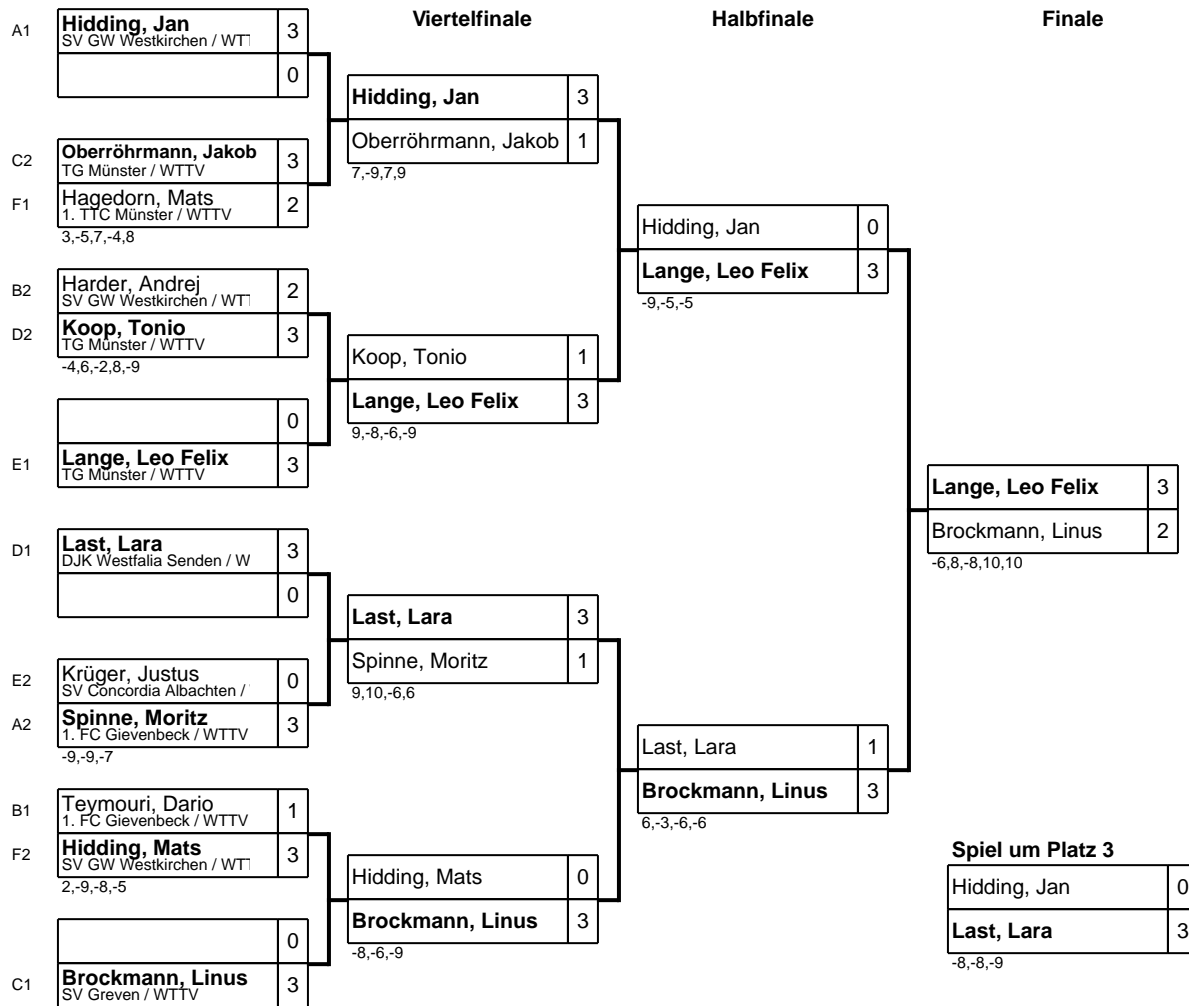 Viertelfinale Halbfinale Finale
A1 Hidding, Jan 3
SV GW Westkirchen / WTT
0
C2 Oberröhrmann, Jakob 3
TG Münster / WTTV
F1 Hagedorn, Mats 2
1. TTC Münster / WTTV
3,-5,7,-4,8
B2 Harder, Andrej 2
SV GW Westkirchen / WTT
D2 Koop, Tonio 3
TG Münster / WTTV
-4,6,-2,8,-9
0
E1 Lange, Leo Felix 3
TG Münster / WTTV
D1 Last, Lara 3
DJK Westfalia Senden / W
0
E2 Krüger, Justus 0
SV Concordia Albachten /
A2 Spinne, Moritz 3
1. FC Gievenbeck / WTTV
-9,-9,-7
B1 Teymouri, Dario 1
1. FC Gievenbeck / WTTV
F2 Hidding, Mats 3
SV GW Westkirchen / WTT
2,-9,-8,-5
0
C1 Brockmann, Linus 3
SV Greven / WTTV
Hidding, Jan 3
Oberröhrmann, Jakob 1
7,-9,7,9
Koop, Tonio 1
Lange, Leo Felix 3
9,-8,-6,-9
Last, Lara 3
Spinne, Moritz 1
9,10,-6,6
Hidding, Mats 0
Brockmann, Linus 3
-8,-6,-9
Hidding, Jan 0
Lange, Leo Felix 3
-9,-5,-5
Last, Lara 1
Brockmann, Linus 3
6,-3,-6,-6
Lange, Leo Felix 3
Brockmann, Linus 2
-6,8,-8,10,10
Spiel um Platz 3
Hidding, Jan 0
Last, Lara 3
-8,-8,-9